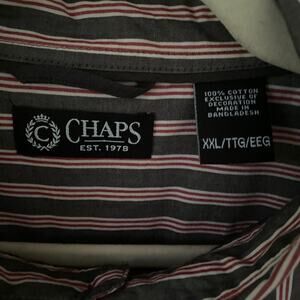 C CHAPS
EST. 1978
100% COTTON
EXCLUSIVE OF
DECORATION
MADE IN
BANGLADESH
XXL/TTG/EEG